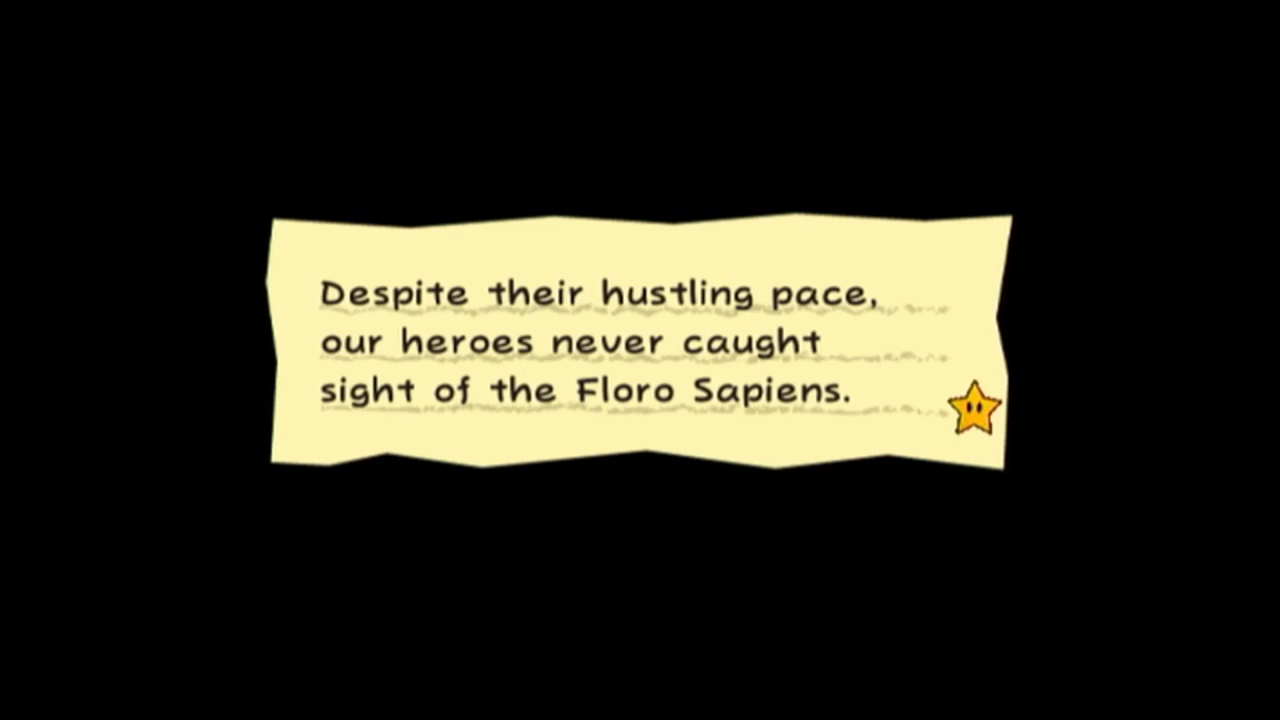 Despite their hustling pace,
our heroes never caught
sight of the Floro Sapiens.